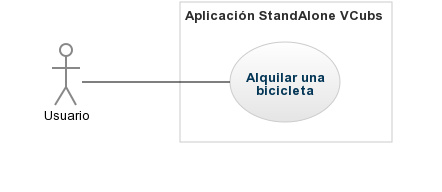 Aplicación StandAlone VCubs
Alquilar una
bicicleta
Usuario